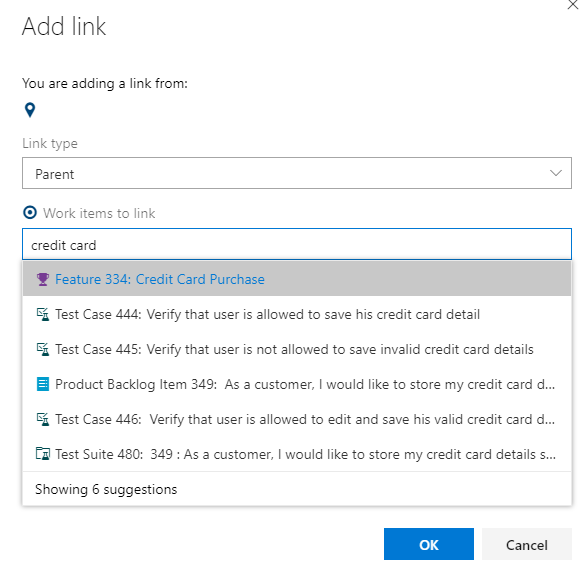 Add link
You are adding a link from:
Link type
Parent
Work items to link
credit card
Feature 334: Credit Card Purchase
Test Case 444: Verify that user is allowed to save his credit card detail
Test Case 445: Verify that user is not allowed to save invalid credit card details
Product Backlog Item 349: As a customer, I would like to store my credit card d...
Test Case 446: Verify that user is allowed to edit and save his valid credit card d...
Test Suite 480: 349 : As a customer, I would like to store my credit card details s...
Showing 6 suggestions
OK Cancel